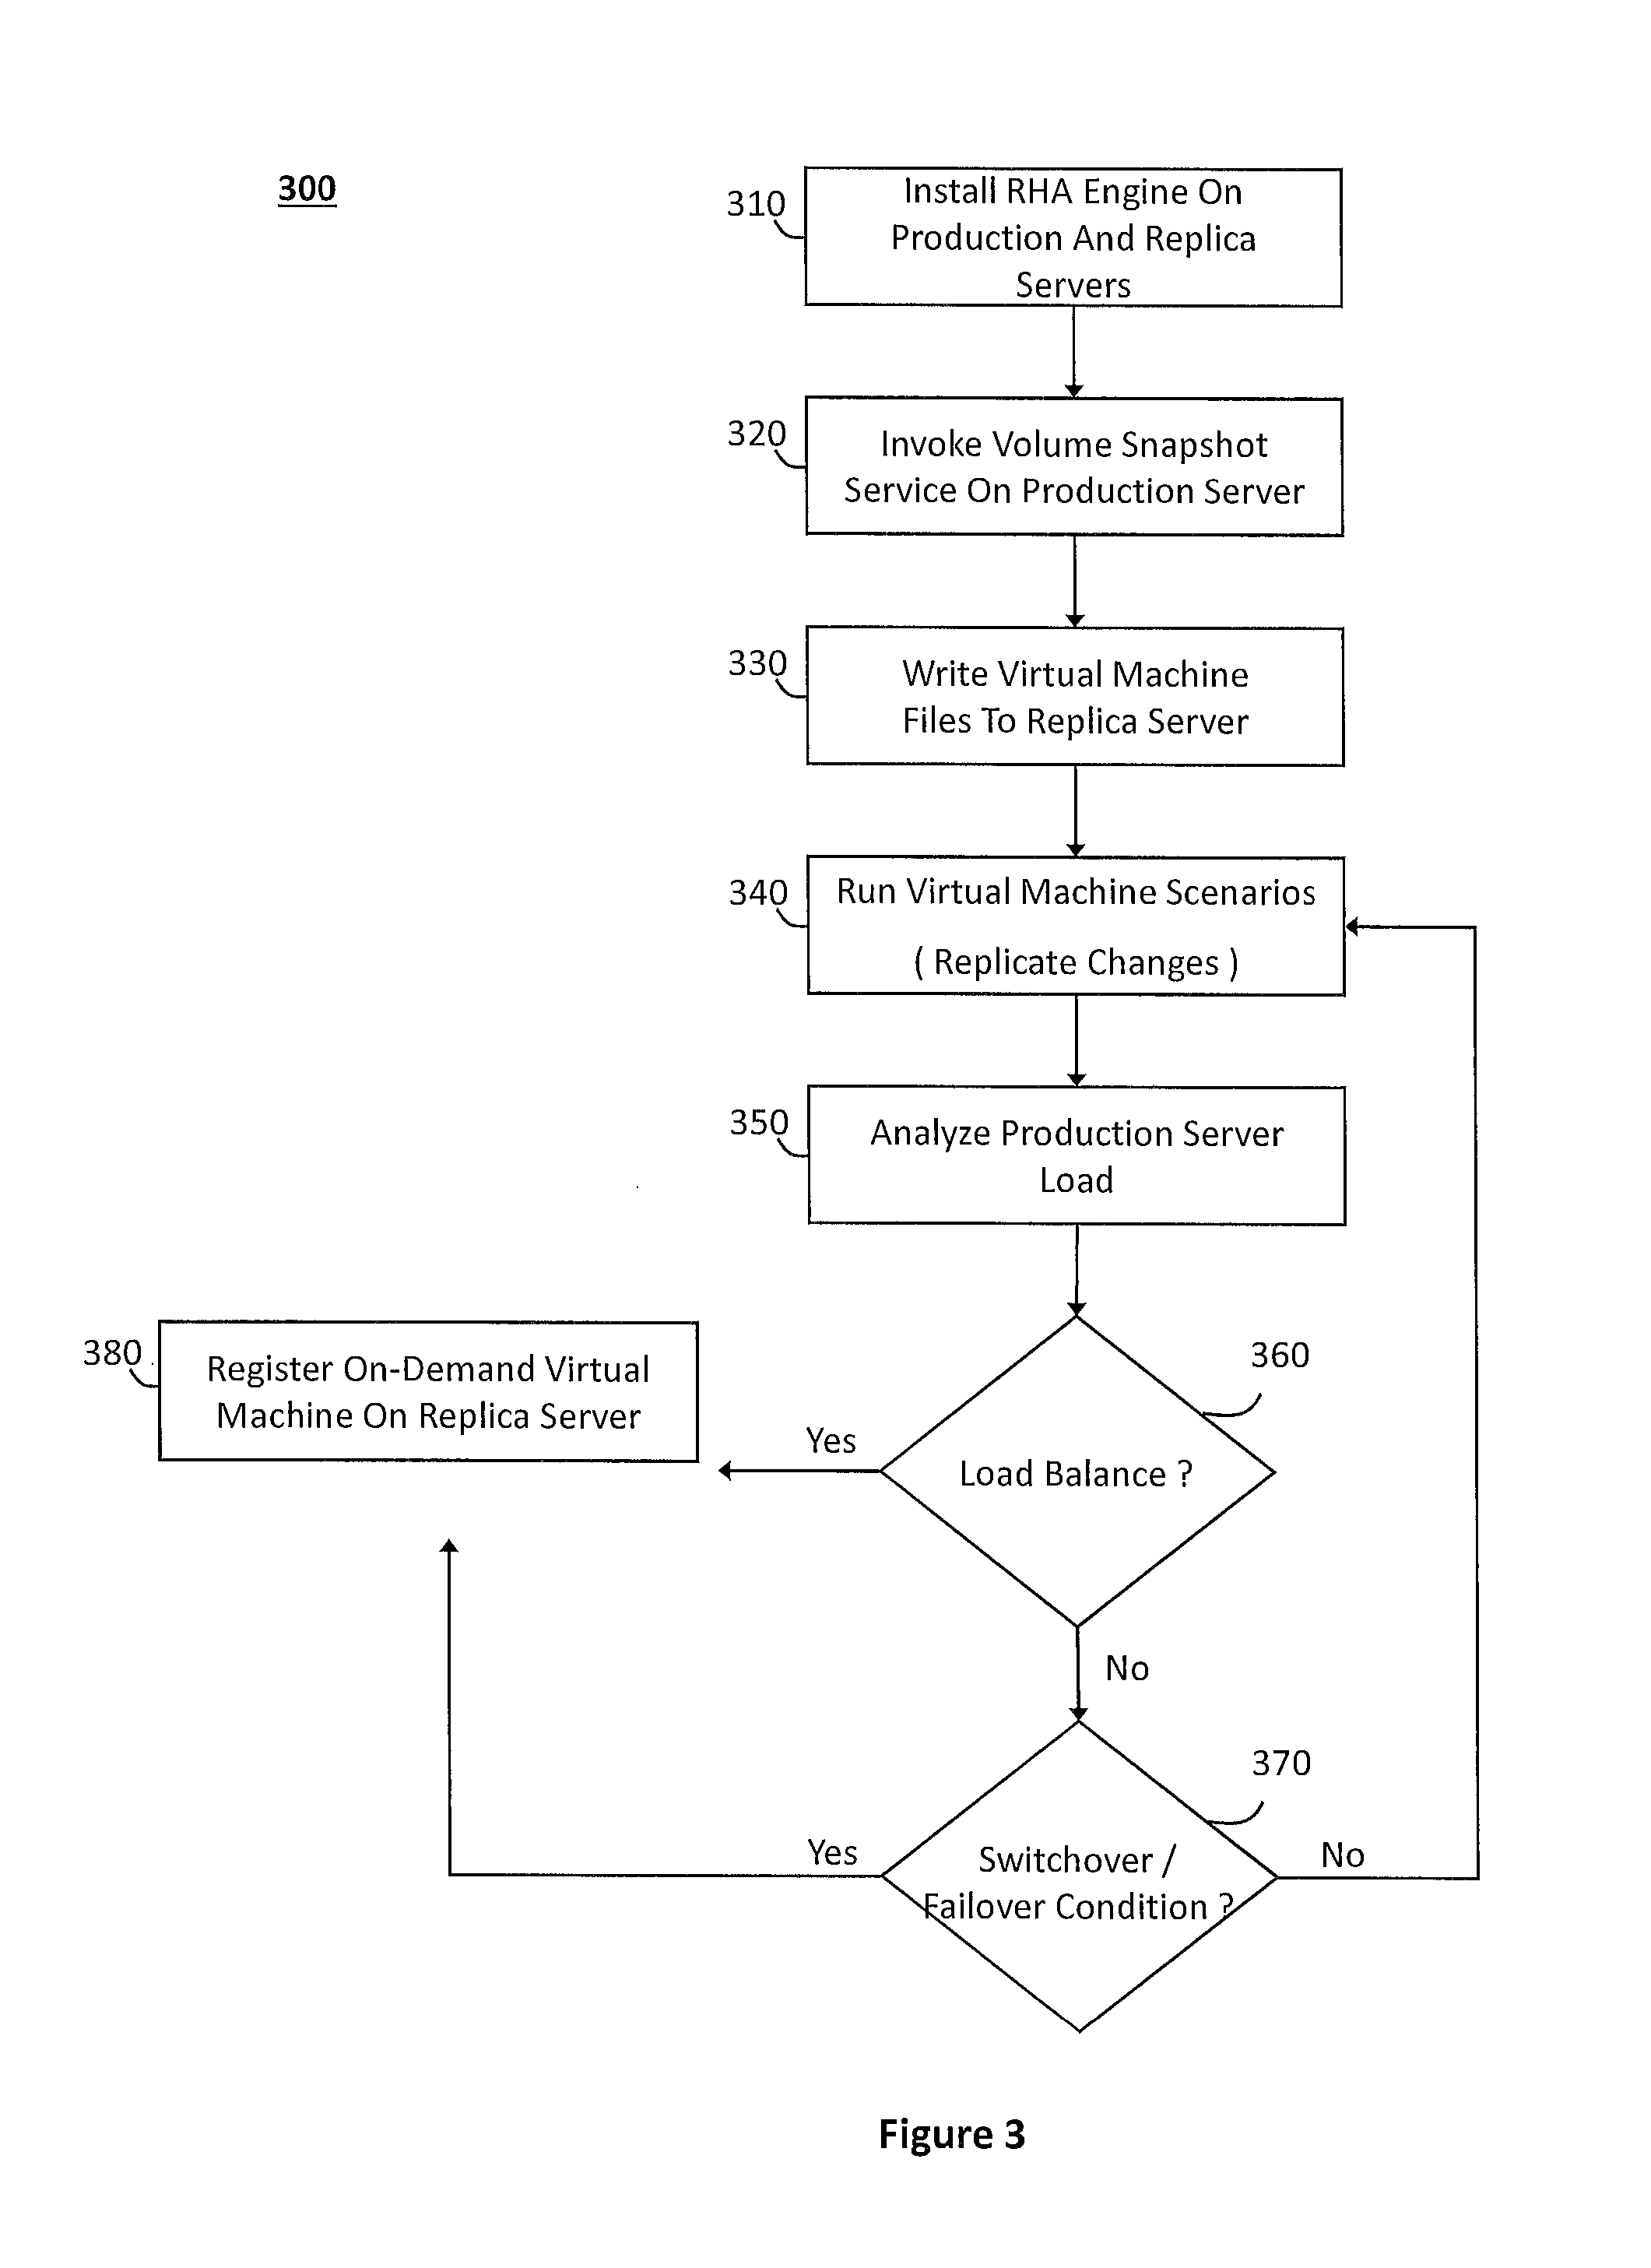 300
310
Install RHA Engine On
Production And Replica
Servers
320
Invoke Volume Snapshot
Service On Production Server
330
Write Virtual Machine
Files To Replica Server
340
Run Virtual Machine Scenarios
( Replicate Changes )
350
Analyze Production Server
Load
380
Register On-Demand Virtual
Machine On Replica Server
360
Yes
Load Balance ?
No
370
Yes
Switchover /
Failover Condition ?
No
Figure 3